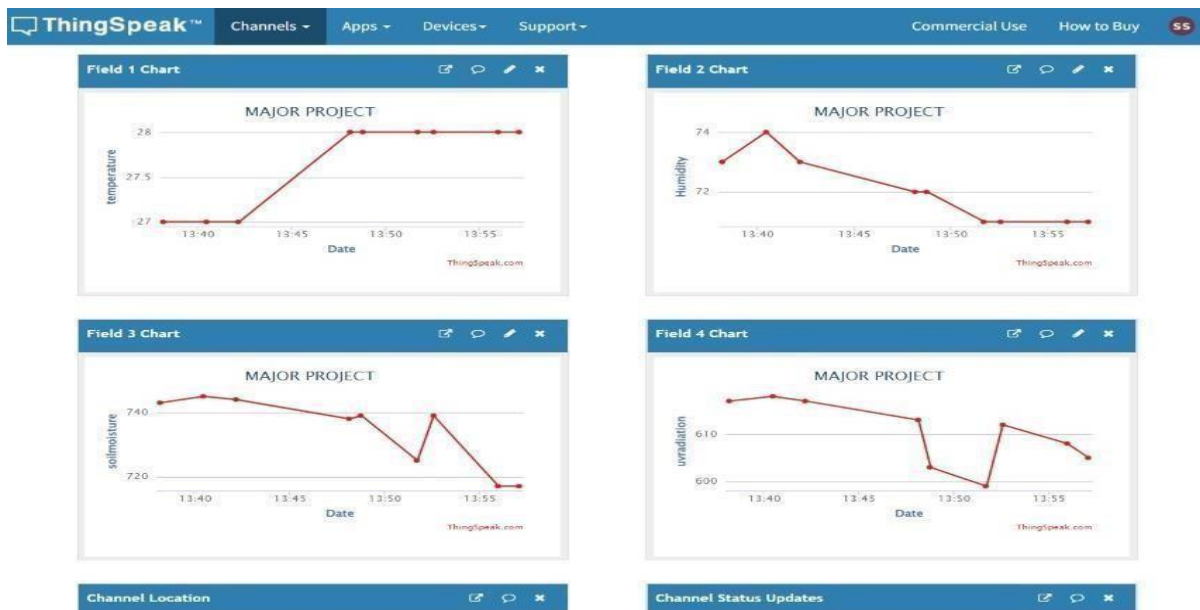 ThingSpeak™ Channels Apps Devices Support Commercial Use How to Buy SS
Field 1 Chart
MAJOR PROJECT
28
27.5
27
temperature
13:40 13:45 13:50 13:55
Date
ThingSpeak.com
Field 2 Chart
MAJOR PROJECT
74
72
Humidity
13:40 13:45 13:50 13:55
Date
ThingSpeak.com
Field 3 Chart
MAJOR PROJECT
740
720
soilmoisture
13:40 13:45 13:50 13:55
Date
ThingSpeak.com
Field 4 Chart
MAJOR PROJECT
610
600
uvradiation
13:40 13:45 13:50 13:55
Date
ThingSpeak.com
Channel Location
Channel Status Updates